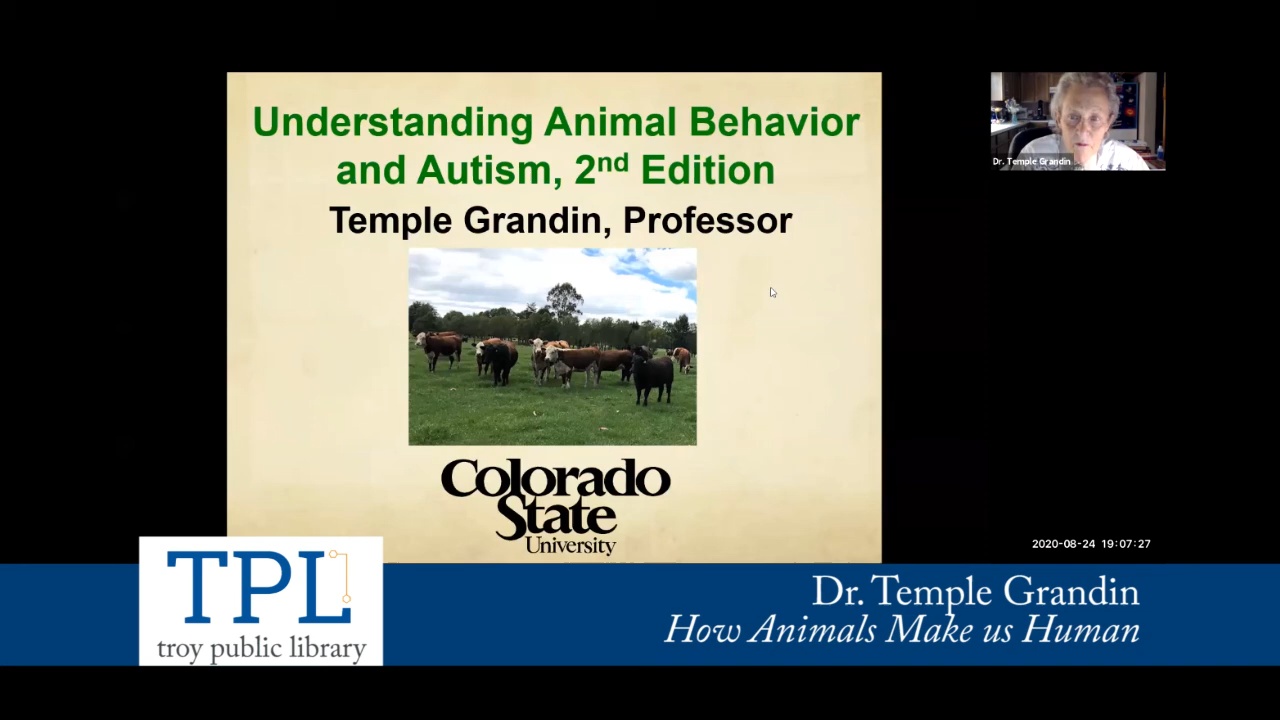 Understanding Animal Behavior
and Autism, 2nd Edition
Temple Grandin, Professor
Colorado
State
University
Dr. Temple Grandin
2020-08-24 19:07:27
TPL
troy public library
Dr. Temple Grandin
How Animals Make us Human